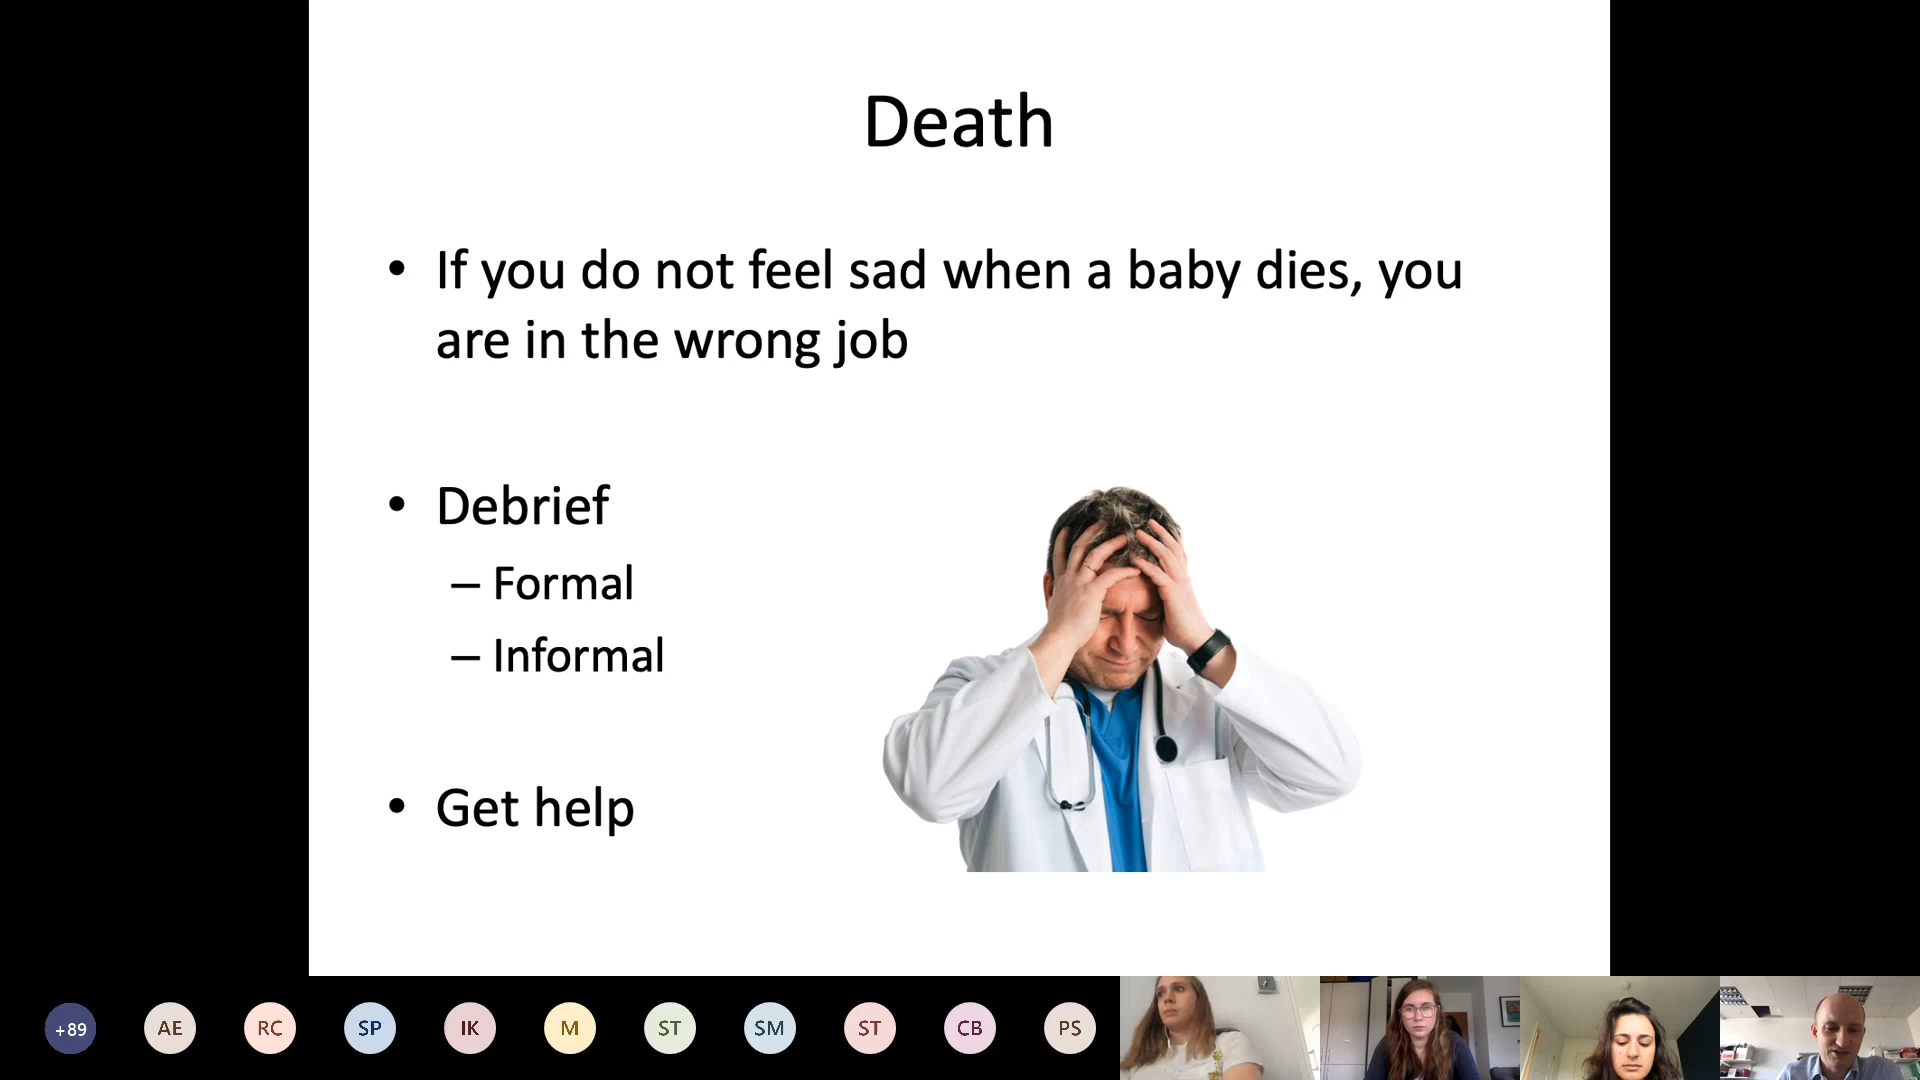 Death
• If you do not feel sad when a baby dies, you
are in the wrong job
• Debrief
– Formal
– Informal
• Get help
+89
AE
RC
SP
IK
M
ST
SM
ST
CB
PS